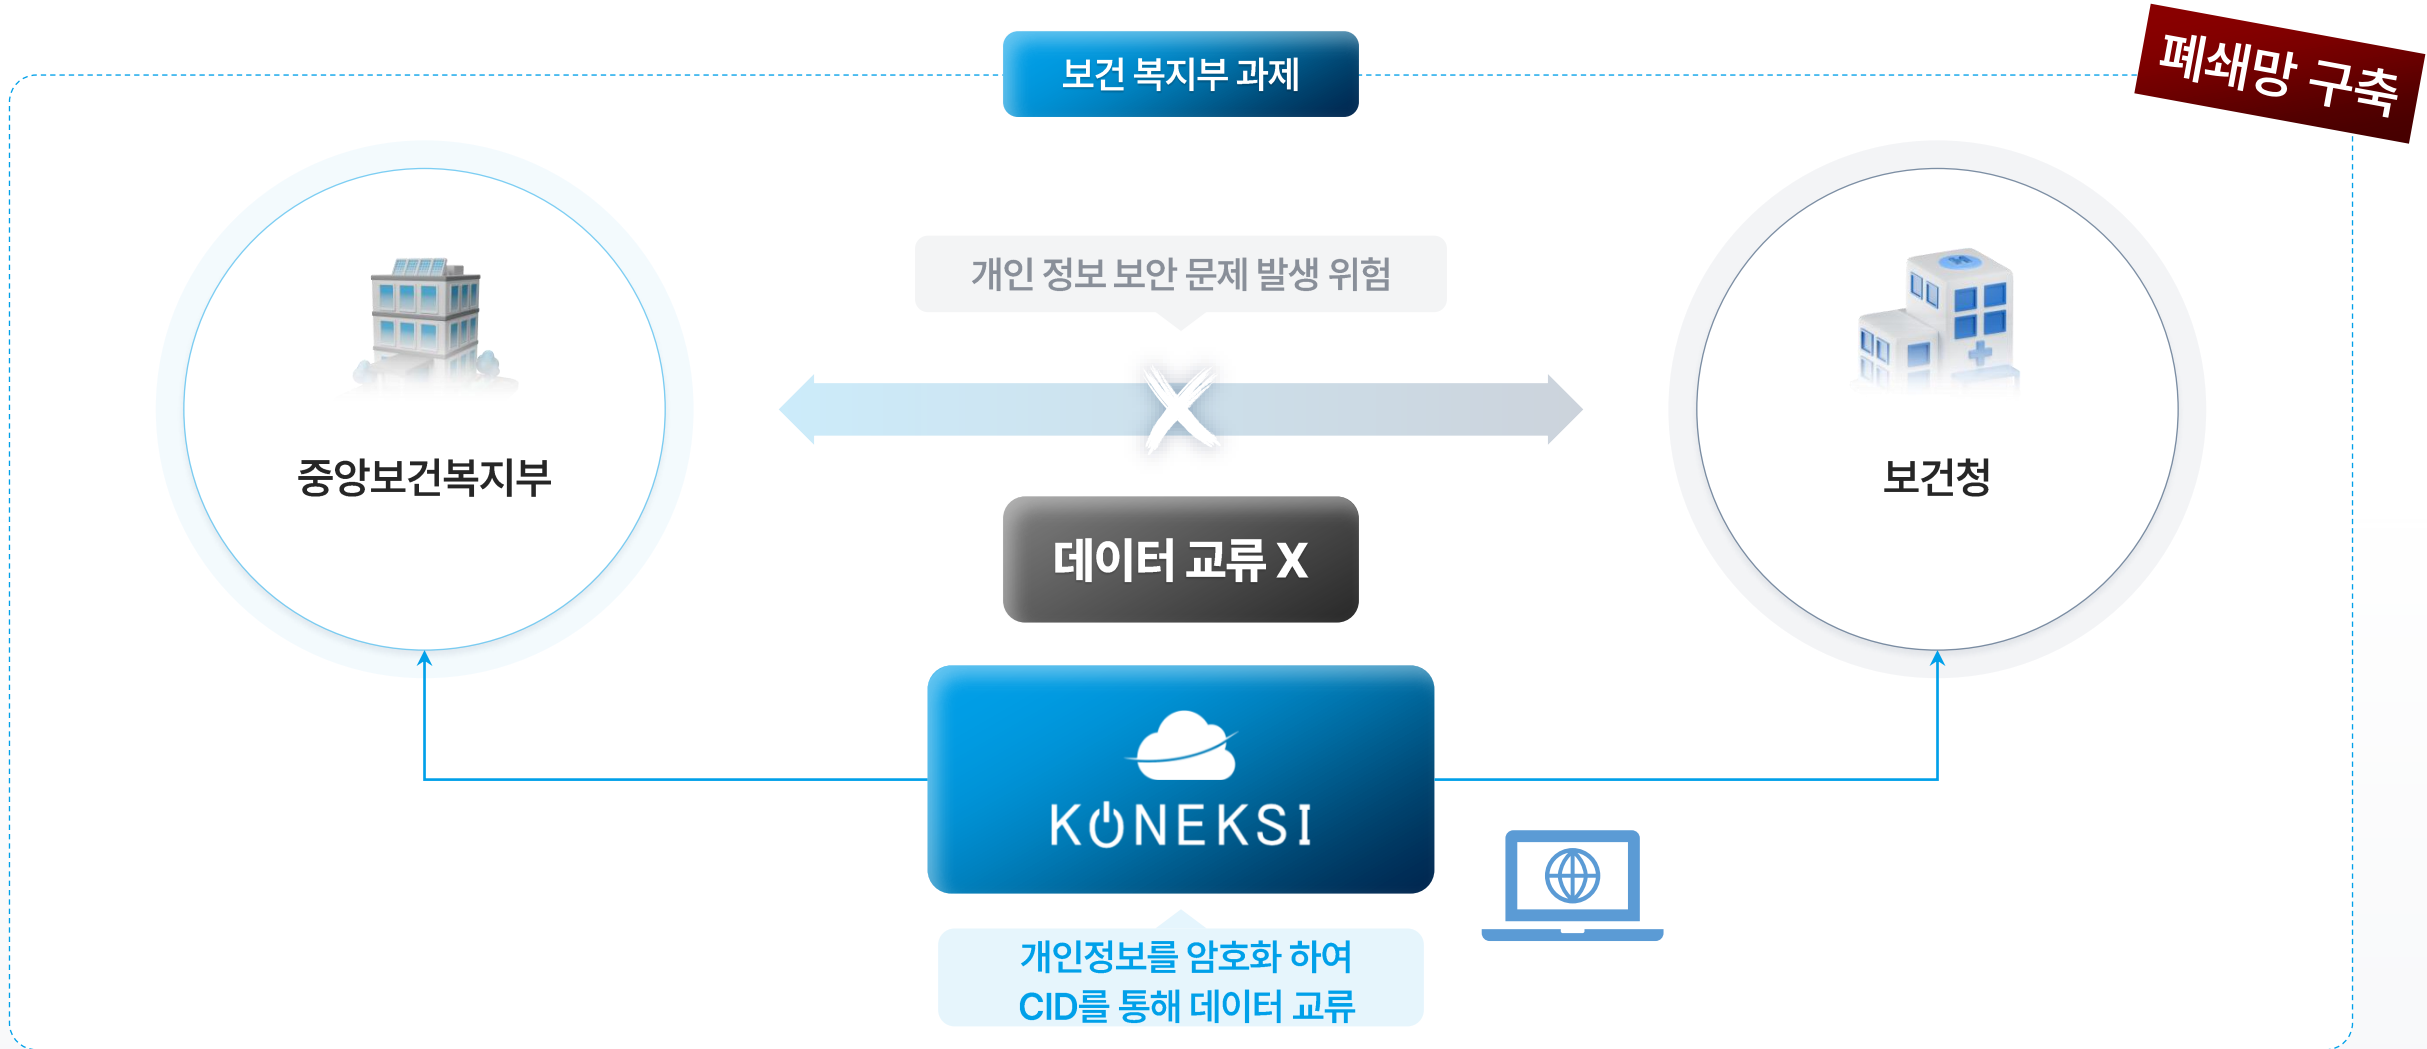 보건 복지부 과제
폐쇄망 구축
개인 정보 보안 문제 발생 위험
X
중앙보건복지부
보건청
데이터 교류 X
KONEKSI
개인정보를 암호화 하여
CID를 통해 데이터 교류